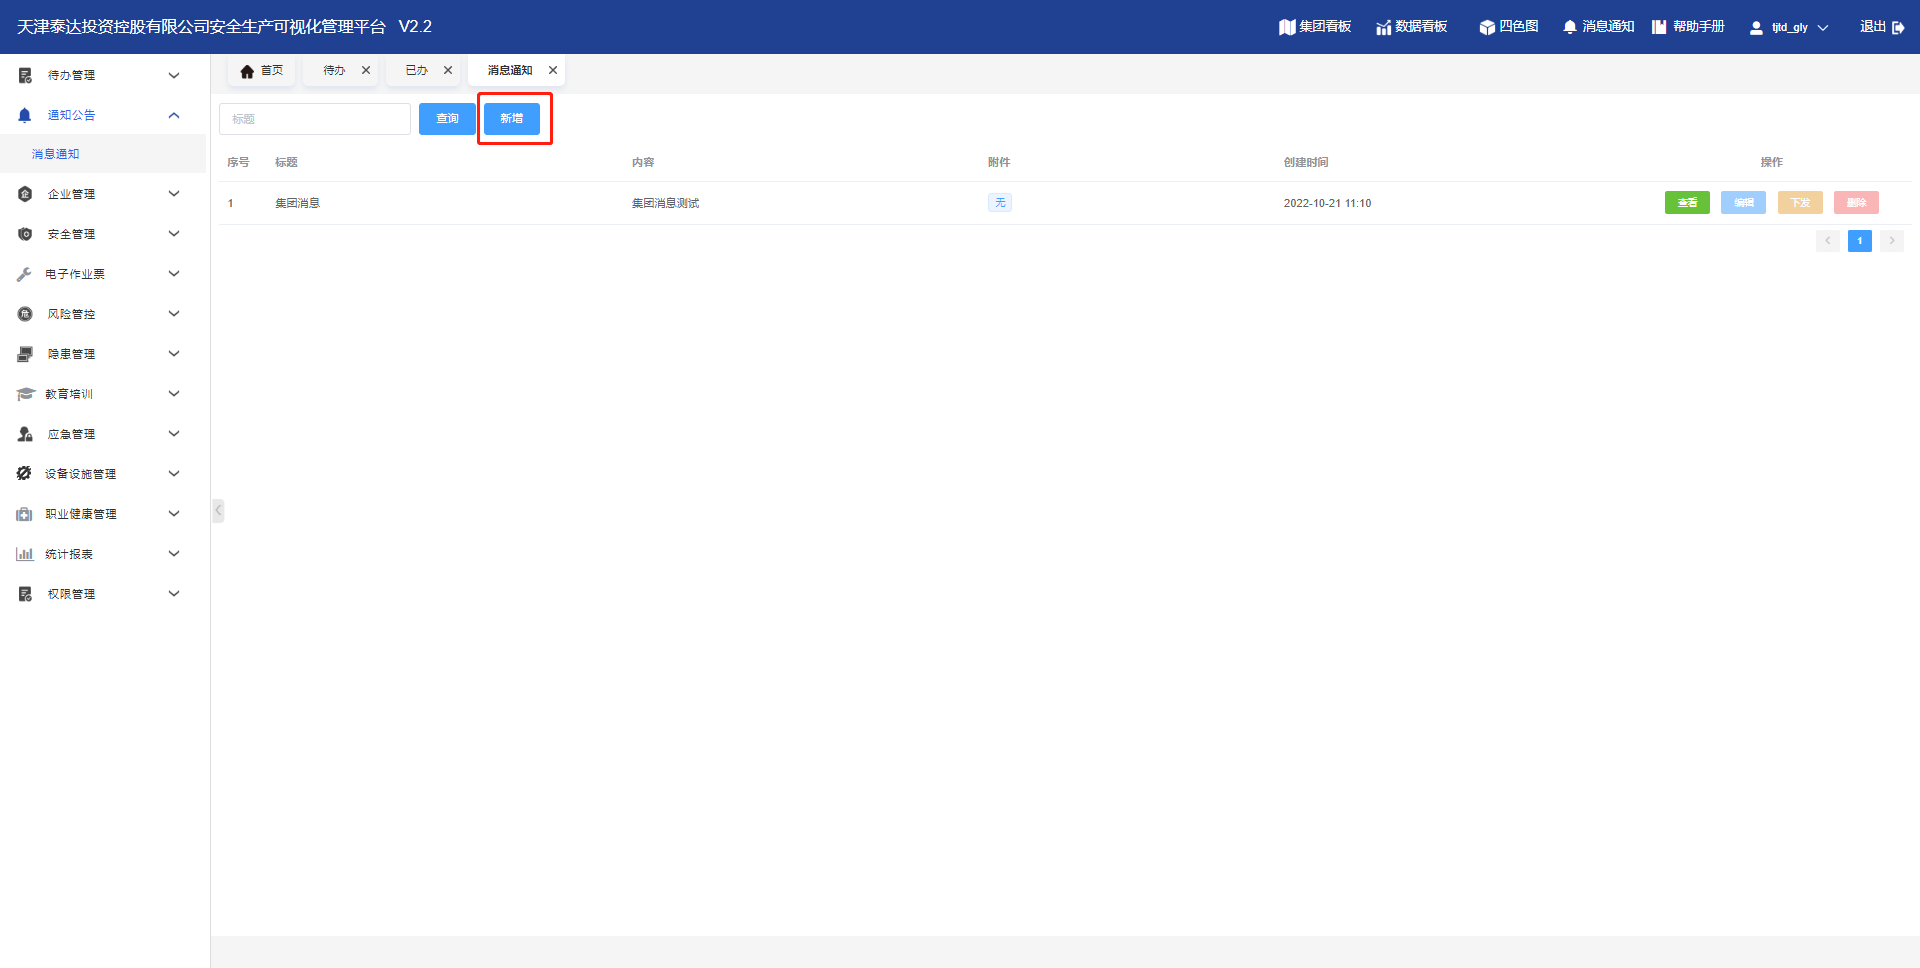 天津泰达投资控股有限公司安全生产可视化管理平台 V2.2
集团看板 数据看板 四色图 消息通知 帮助手册 tjtd_gly 退出
待办管理
通知公告
消息通知
企业管理
安全管理
电子作业票
风险管控
隐患管理
教育培训
应急管理
设备设施管理
职业健康管理
统计报表
权限管理
首页 待办 已办 消息通知
标题 查询 新增
序号 标题 内容 附件 创建时间 操作
1 集团消息 集团消息测试 无 2022-10-21 11:10 查看 编辑 下发 删除
1